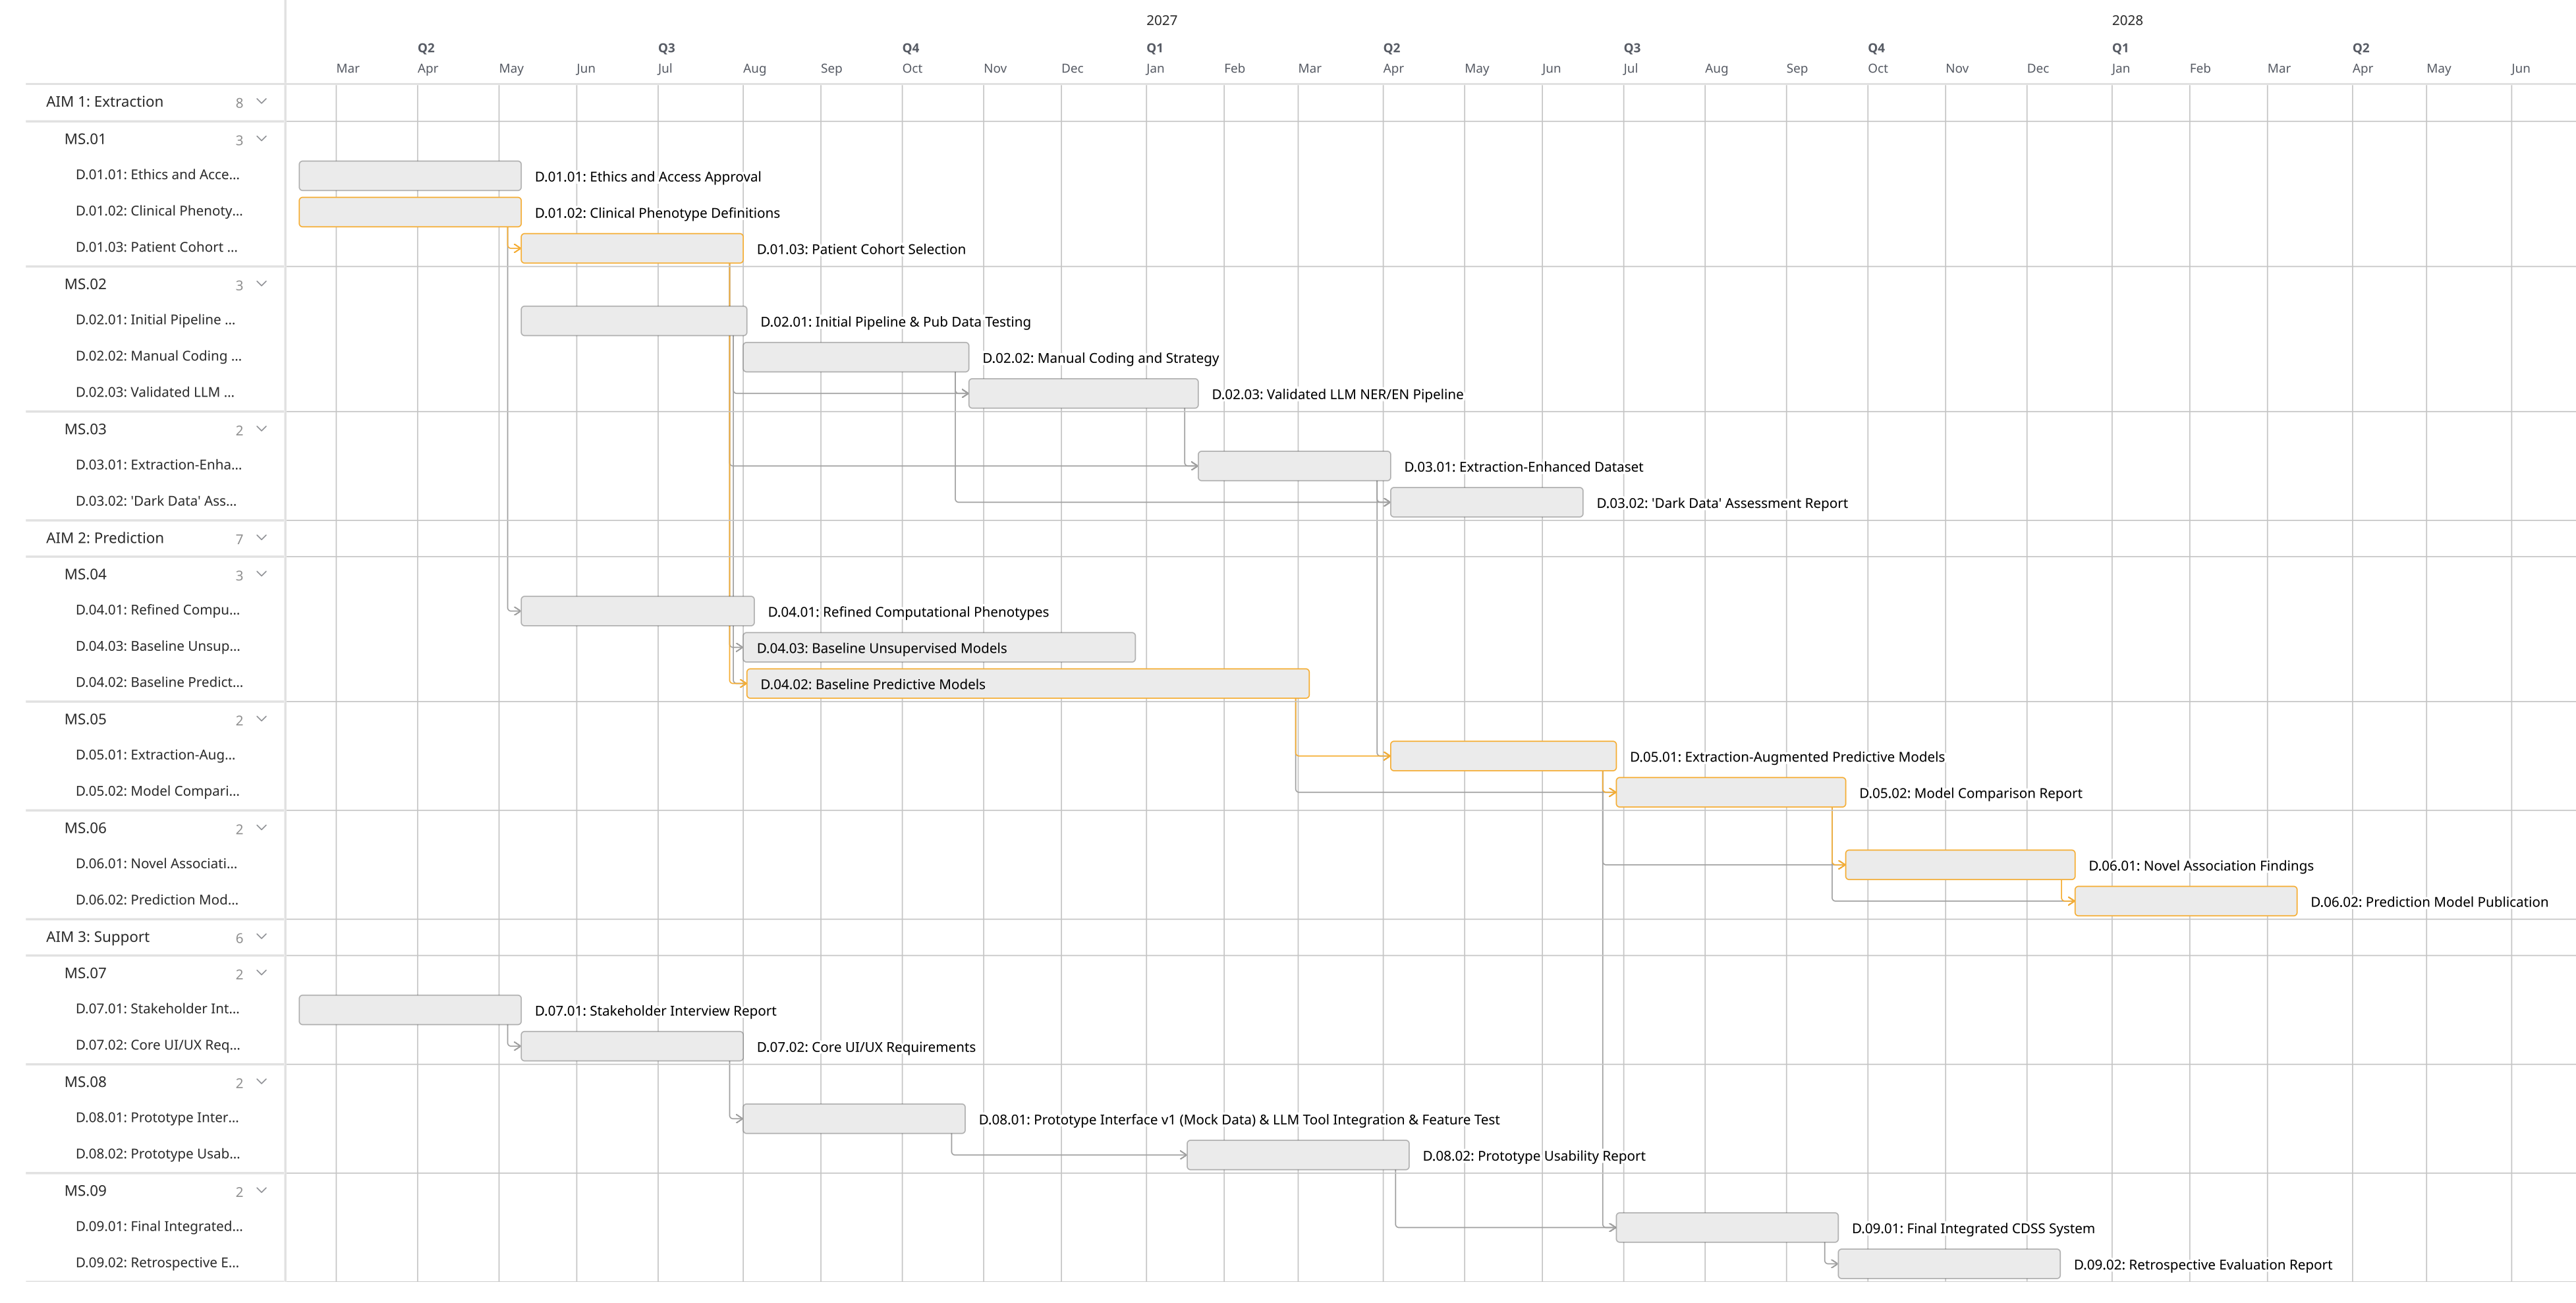 2027 2028
Q2 Q3 Q4 Q1 Q2 Q3 Q4 Q1 Q2
Mar Apr May Jun Jul Aug Sep Oct Nov Dec Jan Feb Mar Apr May Jun Jul Aug Sep Oct Nov Dec Jan Feb Mar Apr May Jun
AIM 1: Extraction 8
MS.01 3
D.01.01: Ethics and Acce... D.01.01: Ethics and Access Approval
D.01.02: Clinical Phenoty... D.01.02: Clinical Phenotype Definitions
D.01.03: Patient Cohort ... D.01.03: Patient Cohort Selection
MS.02 3
D.02.01: Initial Pipeline ... D.02.01: Initial Pipeline & Pub Data Testing
D.02.02: Manual Coding ... D.02.02: Manual Coding and Strategy
D.02.03: Validated LLM ... D.02.03: Validated LLM NER/EN Pipeline
MS.03 2
D.03.01: Extraction-Enha... D.03.01: Extraction-Enhanced Dataset
D.03.02: 'Dark Data' Ass... D.03.02: 'Dark Data' Assessment Report
AIM 2: Prediction 7
MS.04 3
D.04.01: Refined Compu... D.04.01: Refined Computational Phenotypes
D.04.03: Baseline Unsup... D.04.03: Baseline Unsupervised Models
D.04.02: Baseline Predict... D.04.02: Baseline Predictive Models
MS.05 2
D.05.01: Extraction-Aug... D.05.01: Extraction-Augmented Predictive Models
D.05.02: Model Compari... D.05.02: Model Comparison Report
MS.06 2
D.06.01: Novel Associati... D.06.01: Novel Association Findings
D.06.02: Prediction Mod... D.06.02: Prediction Model Publication
AIM 3: Support 6
MS.07 2
D.07.01: Stakeholder Int... D.07.01: Stakeholder Interview Report
D.07.02: Core UI/UX Req... D.07.02: Core UI/UX Requirements
MS.08 2
D.08.01: Prototype Inter... D.08.01: Prototype Interface v1 (Mock Data) & LLM Tool Integration & Feature Test
D.08.02: Prototype Usab... D.08.02: Prototype Usability Report
MS.09 2
D.09.01: Final Integrated... D.09.01: Final Integrated CDSS System
D.09.02: Retrospective E... D.09.02: Retrospective Evaluation Report